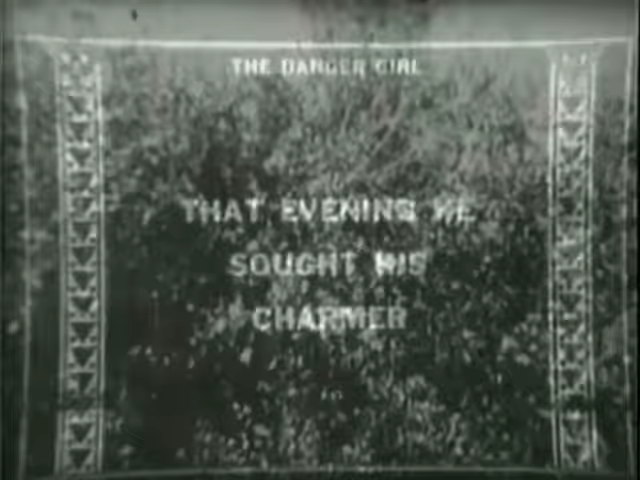 THE DANGER GIRL
THAT EVENING HE
SOUGHT HIS
CHARMER